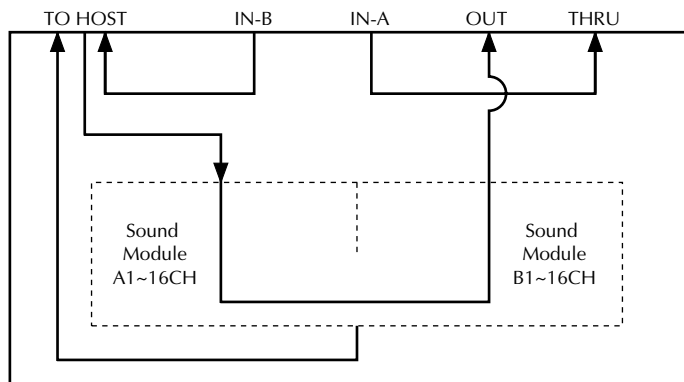 TO HOST IN-B IN-A OUT THRU
Sound
Module
A1~16CH
Sound
Module
B1~16CH